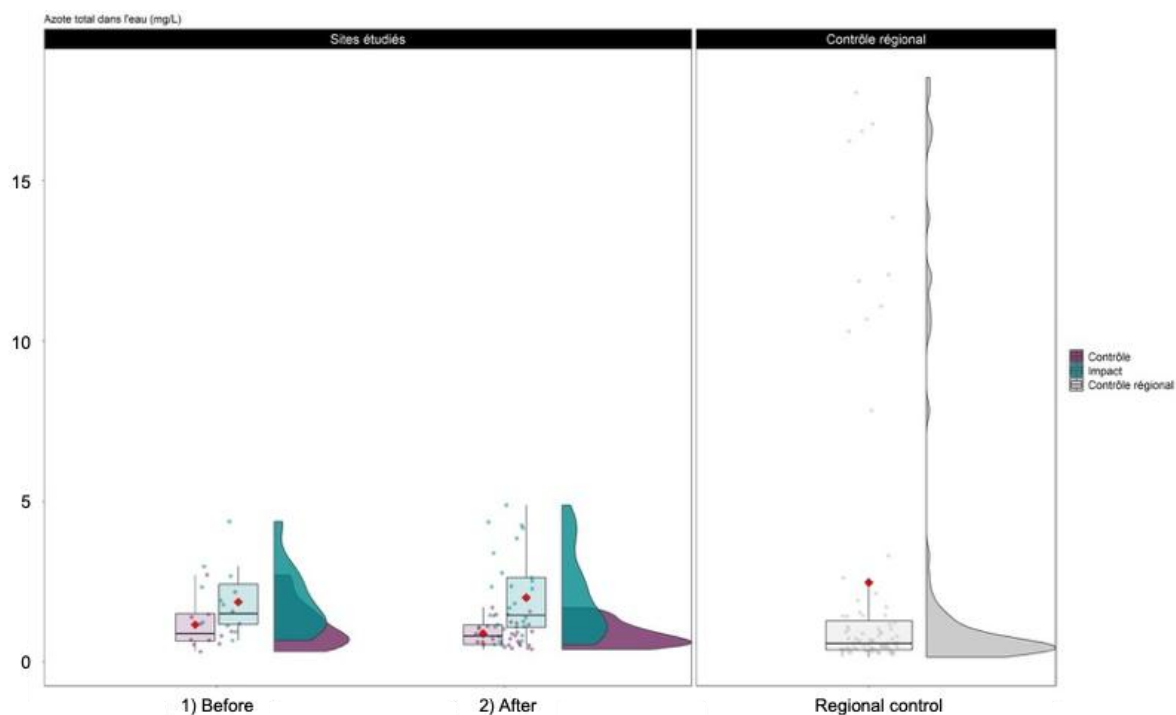 Azote total dans l'eau (mg/L)
Sites étudiés
Contrôle régional
15
10
5
0
Contrôle
Impact
Contrôle régional
1) Before
2) After
Regional control